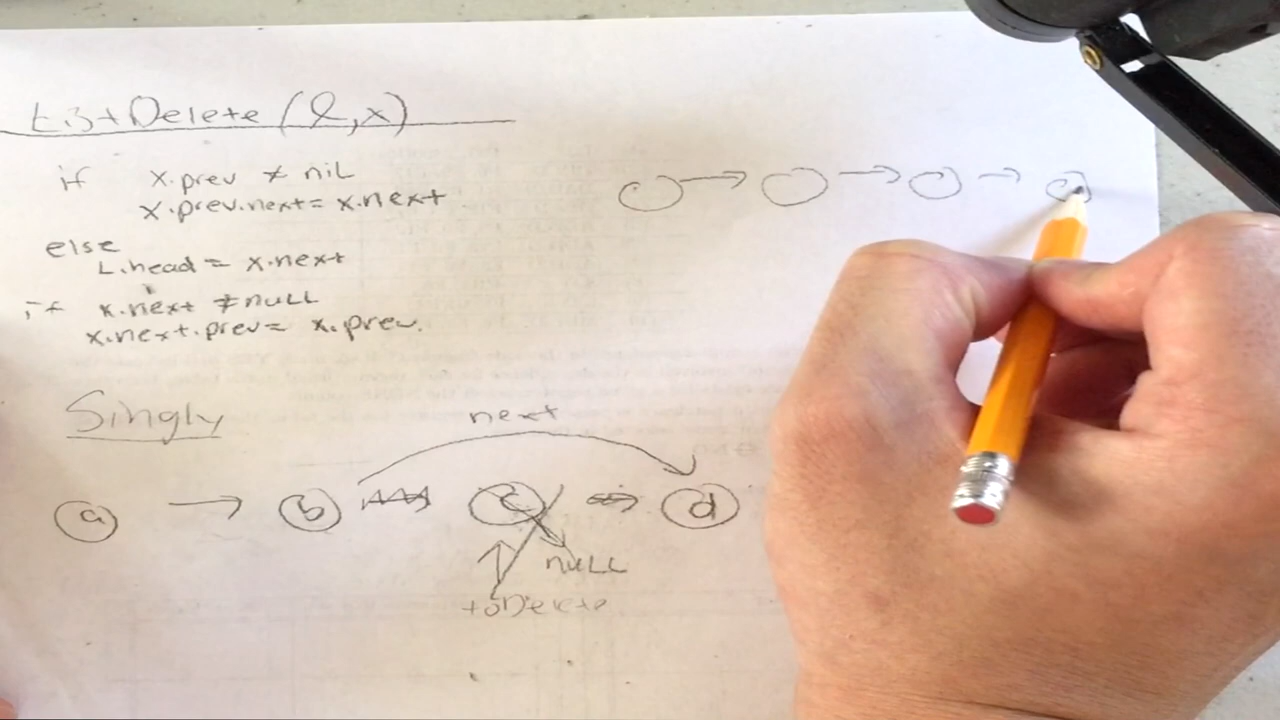 ListDelete (L,x)
if x.prev ≠ nil
x.prev.next = x.next
else
L.head = x.next
if x.next ≠ null
x.next.prev = x.prev.
Singly
next
a → b c d
null
toDelete